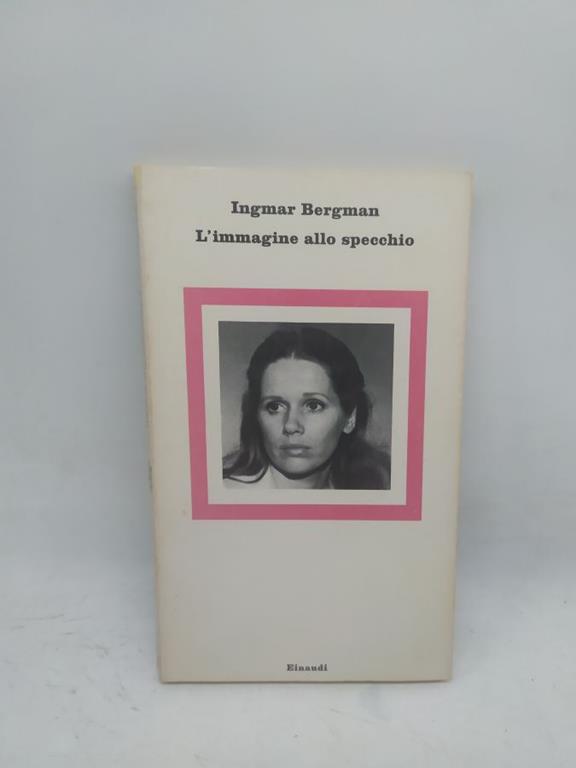 Ingmar Bergman
L'immagine allo specchio
Einaudi